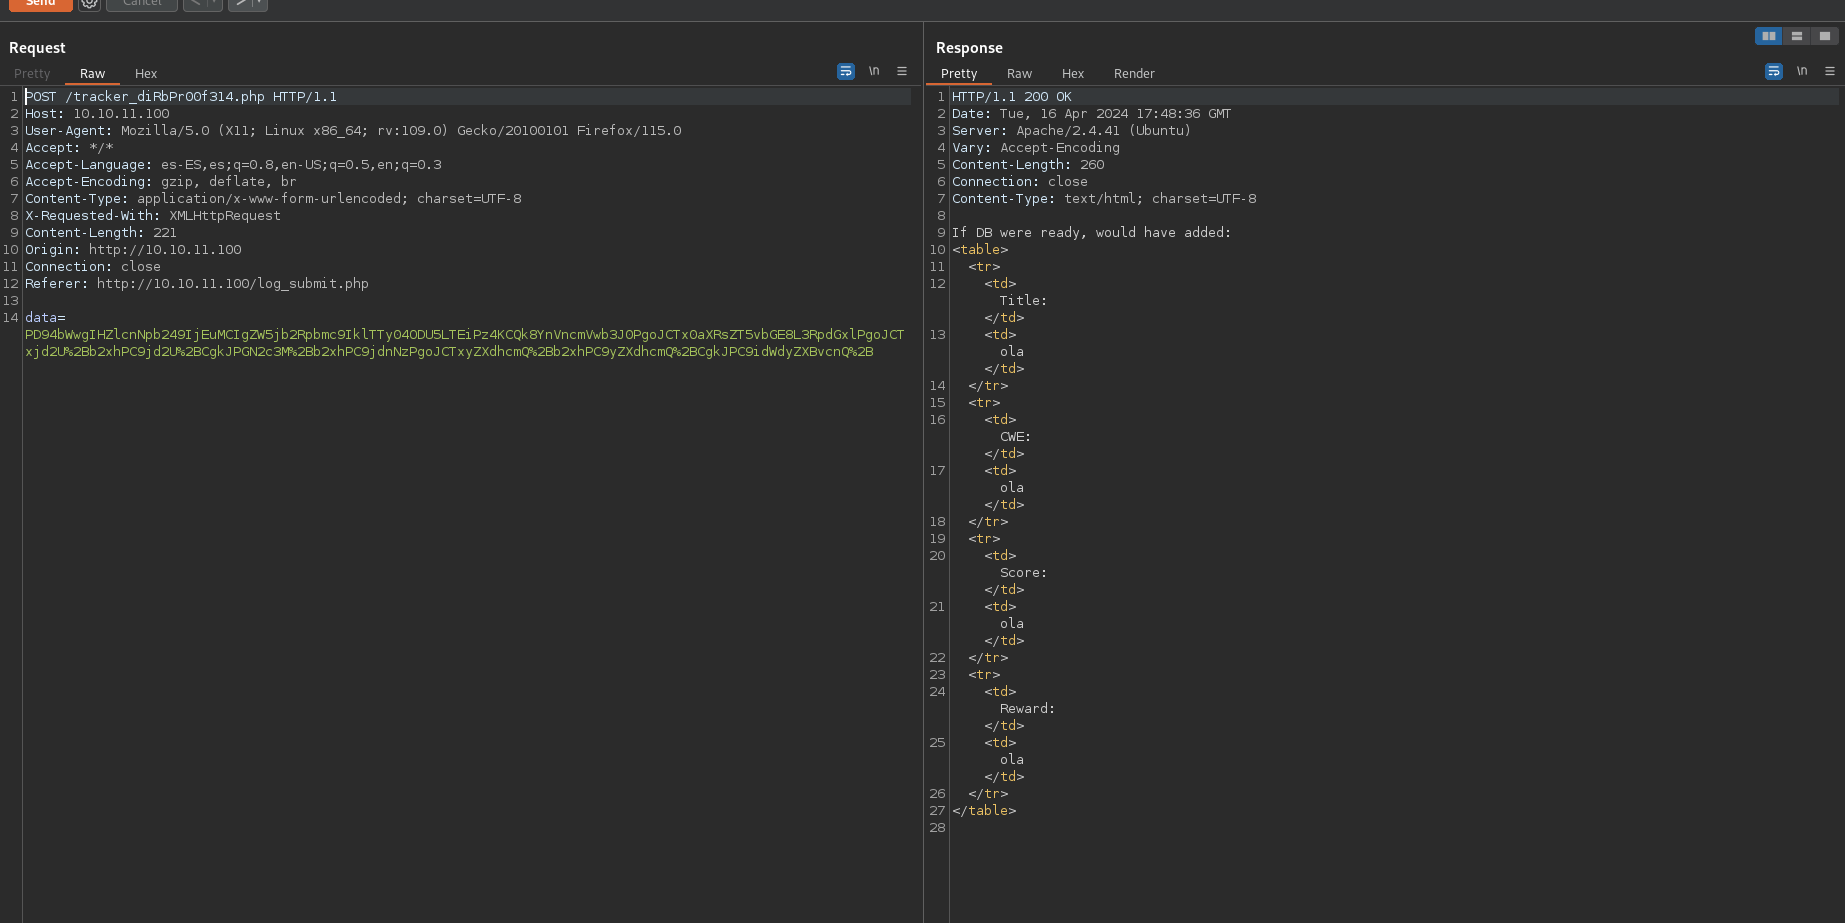 Send Cancel < >
Request
Pretty Raw Hex \n
1 POST /tracker_diRbPr00f314.php HTTP/1.1
2 Host: 10.10.11.100
3 User-Agent: Mozilla/5.0 (X11; Linux x86_64; rv:109.0) Gecko/20100101 Firefox/115.0
4 Accept: */*
5 Accept-Language: es-ES,es;q=0.8,en-US;q=0.5,en;q=0.3
6 Accept-Encoding: gzip, deflate, br
7 Content-Type: application/x-www-form-urlencoded; charset=UTF-8
8 X-Requested-With: XMLHttpRequest
9 Content-Length: 221
10 Origin: http://10.10.11.100
11 Connection: close
12 Referer: http://10.10.11.100/log_submit.php
13
14 data=
PD94bWwgIHZlcnNpb249IjEuMCIgZW5jb2Rpbmc9IklTTy04ODU5LTEiPz4KCQk8YnVncmVwb3J0PgoJCTx0aXRsZT5vbGE8L3RpdGxlPgoJCT
xjd2U%2Bb2xhPC9jd2U%2BCgkJPGN2c3M%2Bb2xhPC9jdnNzPgoJCTxyZXdhcmQ%2Bb2xhPC9yZXdhcmQ%2BCgkJPC9idWdyZXBvcnQ%2B
Response
Pretty Raw Hex Render \n
1 HTTP/1.1 200 OK
2 Date: Tue, 16 Apr 2024 17:48:36 GMT
3 Server: Apache/2.4.41 (Ubuntu)
4 Vary: Accept-Encoding
5 Content-Length: 260
6 Connection: close
7 Content-Type: text/html; charset=UTF-8
8
9 If DB were ready, would have added:
10 <table>
11 <tr>
12 <td>
Title:
</td>
13 <td>
ola
</td>
14 </tr>
15 <tr>
16 <td>
CWE:
</td>
17 <td>
ola
</td>
18 </tr>
19 <tr>
20 <td>
Score:
</td>
21 <td>
ola
</td>
22 </tr>
23 <tr>
24 <td>
Reward:
</td>
25 <td>
ola
</td>
26 </tr>
27 </table>
28